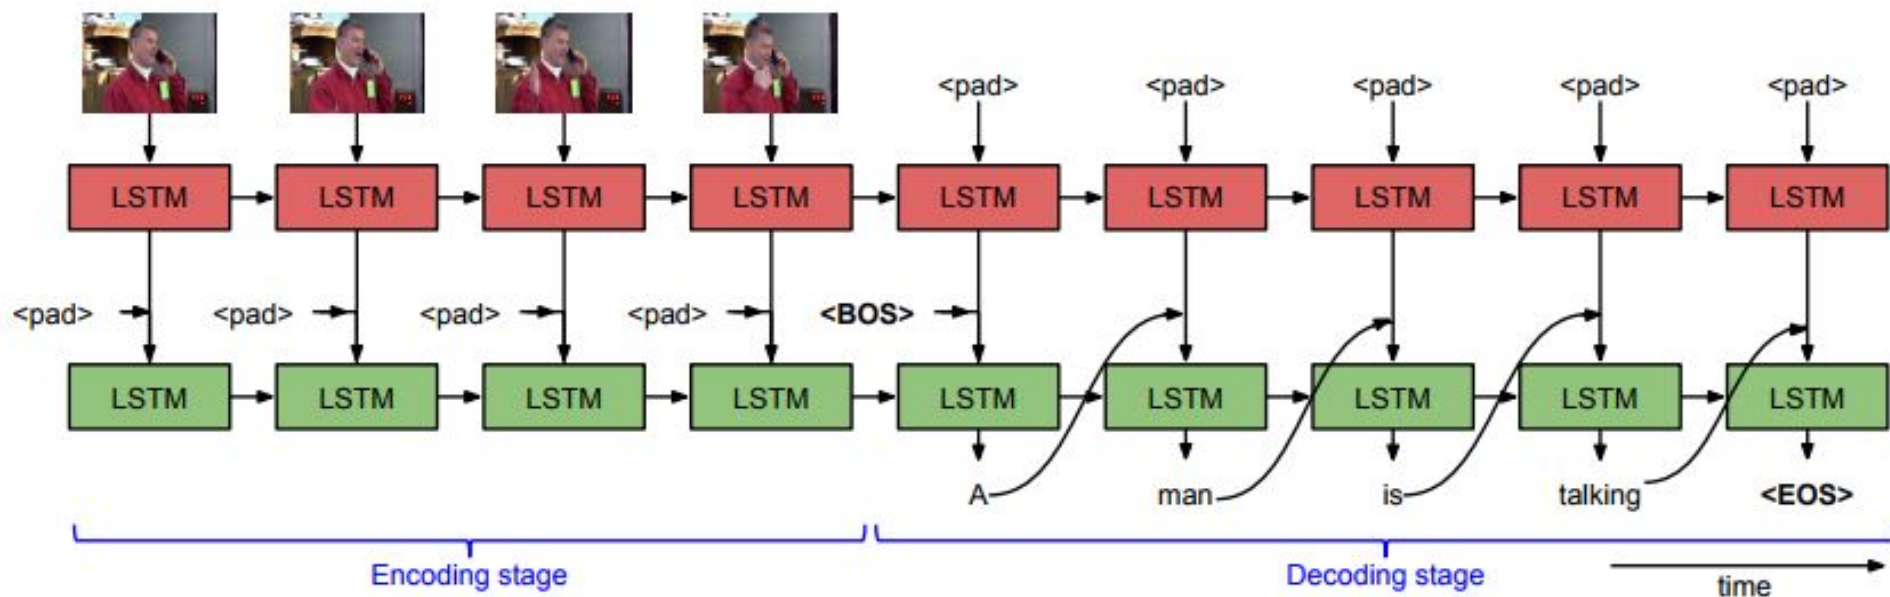 <pad> <pad> <pad> <pad> <pad>
LSTM LSTM LSTM LSTM LSTM LSTM LSTM LSTM LSTM
<pad> <pad> <pad> <pad> <BOS>
LSTM LSTM LSTM LSTM LSTM LSTM LSTM LSTM LSTM
A man is talking <EOS>
Encoding stage Decoding stage
time